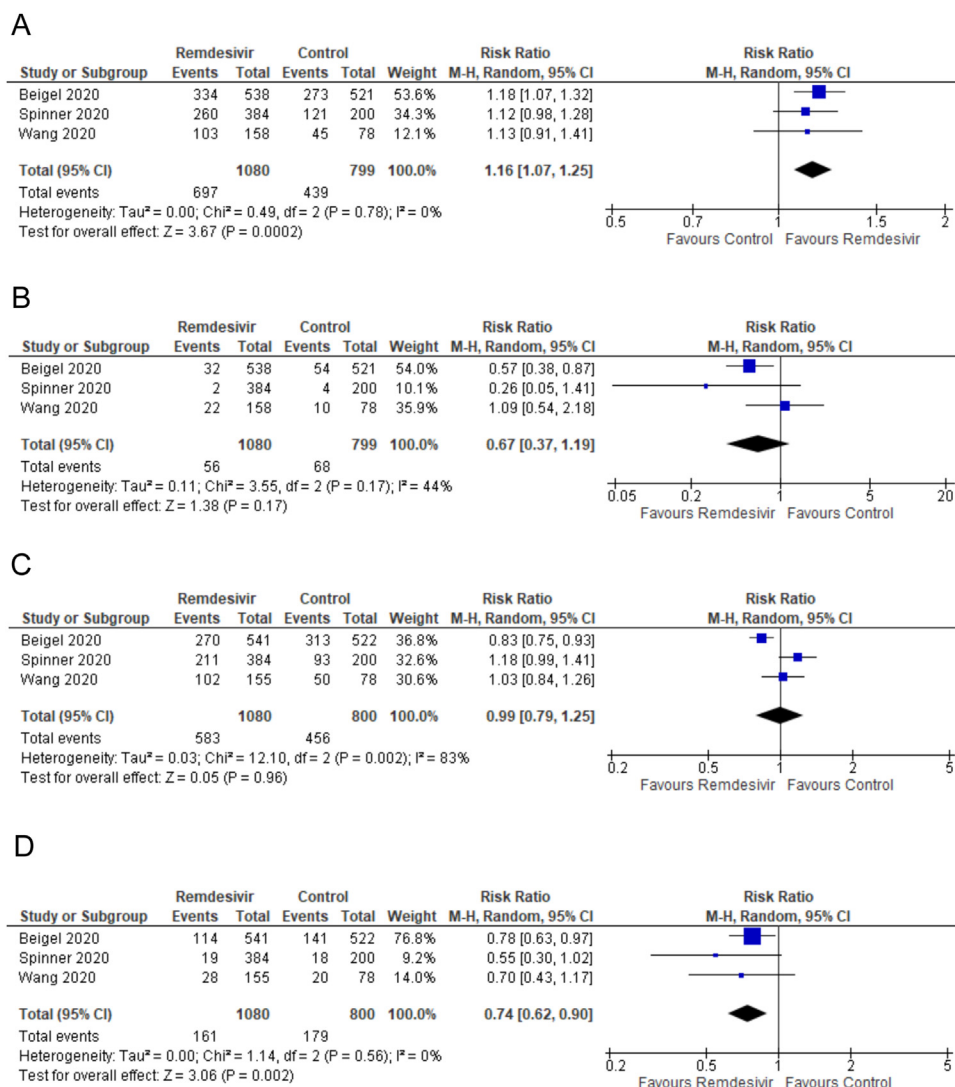 A
Remdesivir Control Risk Ratio Risk Ratio
Study or Subgroup Events Total Events Total Weight M-H, Random, 95% CI M-H, Random, 95% CI
Beigel 2020 334 538 273 521 53.6% 1.18 [1.07, 1.32]
Spinner 2020 260 384 121 200 34.3% 1.12 [0.98, 1.28]
Wang 2020 103 158 45 78 12.1% 1.13 [0.91, 1.41]
Total (95% CI) 1080 799 100.0% 1.16 [1.07, 1.25]
Total events 697 439
Heterogeneity: Tau² = 0.00; Chi² = 0.49, df = 2 (P = 0.78); I² = 0%
Test for overall effect: Z = 3.67 (P = 0.0002)
0.5 0.7 1 1.5 2
Favours Control Favours Remdesivir
B
Remdesivir Control Risk Ratio Risk Ratio
Study or Subgroup Events Total Events Total Weight M-H, Random, 95% CI M-H, Random, 95% CI
Beigel 2020 32 538 54 521 54.0% 0.57 [0.38, 0.87]
Spinner 2020 2 384 4 200 10.1% 0.26 [0.05, 1.41]
Wang 2020 22 158 10 78 35.9% 1.09 [0.54, 2.18]
Total (95% CI) 1080 799 100.0% 0.67 [0.37, 1.19]
Total events 56 68
Heterogeneity: Tau² = 0.11; Chi² = 3.55, df = 2 (P = 0.17); I² = 44%
Test for overall effect: Z = 1.38 (P = 0.17)
0.05 0.2 1 5 20
Favours Remdesivir Favours Control
C
Remdesivir Control Risk Ratio Risk Ratio
Study or Subgroup Events Total Events Total Weight M-H, Random, 95% CI M-H, Random, 95% CI
Beigel 2020 270 541 313 522 36.8% 0.83 [0.75, 0.93]
Spinner 2020 211 384 93 200 32.6% 1.18 [0.99, 1.41]
Wang 2020 102 155 50 78 30.6% 1.03 [0.84, 1.26]
Total (95% CI) 1080 800 100.0% 0.99 [0.79, 1.25]
Total events 583 456
Heterogeneity: Tau² = 0.03; Chi² = 12.10, df = 2 (P = 0.002); I² = 83%
Test for overall effect: Z = 0.05 (P = 0.96)
0.2 0.5 1 2 5
Favours Remdesivir Favours Control
D
Remdesivir Control Risk Ratio Risk Ratio
Study or Subgroup Events Total Events Total Weight M-H, Random, 95% CI M-H, Random, 95% CI
Beigel 2020 114 541 141 522 76.8% 0.78 [0.63, 0.97]
Spinner 2020 19 384 18 200 9.2% 0.55 [0.30, 1.02]
Wang 2020 28 155 20 78 14.0% 0.70 [0.43, 1.17]
Total (95% CI) 1080 800 100.0% 0.74 [0.62, 0.90]
Total events 161 179
Heterogeneity: Tau² = 0.00; Chi² = 1.14, df = 2 (P = 0.56); I² = 0%
Test for overall effect: Z = 3.06 (P = 0.002)
0.2 0.5 1 2 5
Favours Remdesivir Favours Control